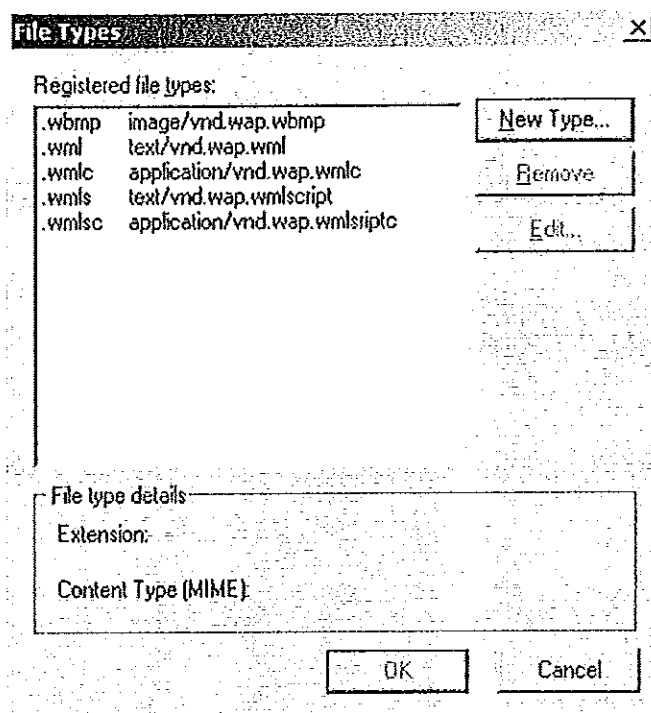 File Types
Registered file types:
.wbmp image/vnd.wap.wbmp
.wml text/vnd.wap.wml
.wmlc application/vnd.wap.wmlc
.wmls text/vnd.wap.wmlscript
.wmlsc application/vnd.wap.wmlsriptc
New Type...
Remove
Edit...
File type details
Extension:
Content Type (MIME):
OK
Cancel